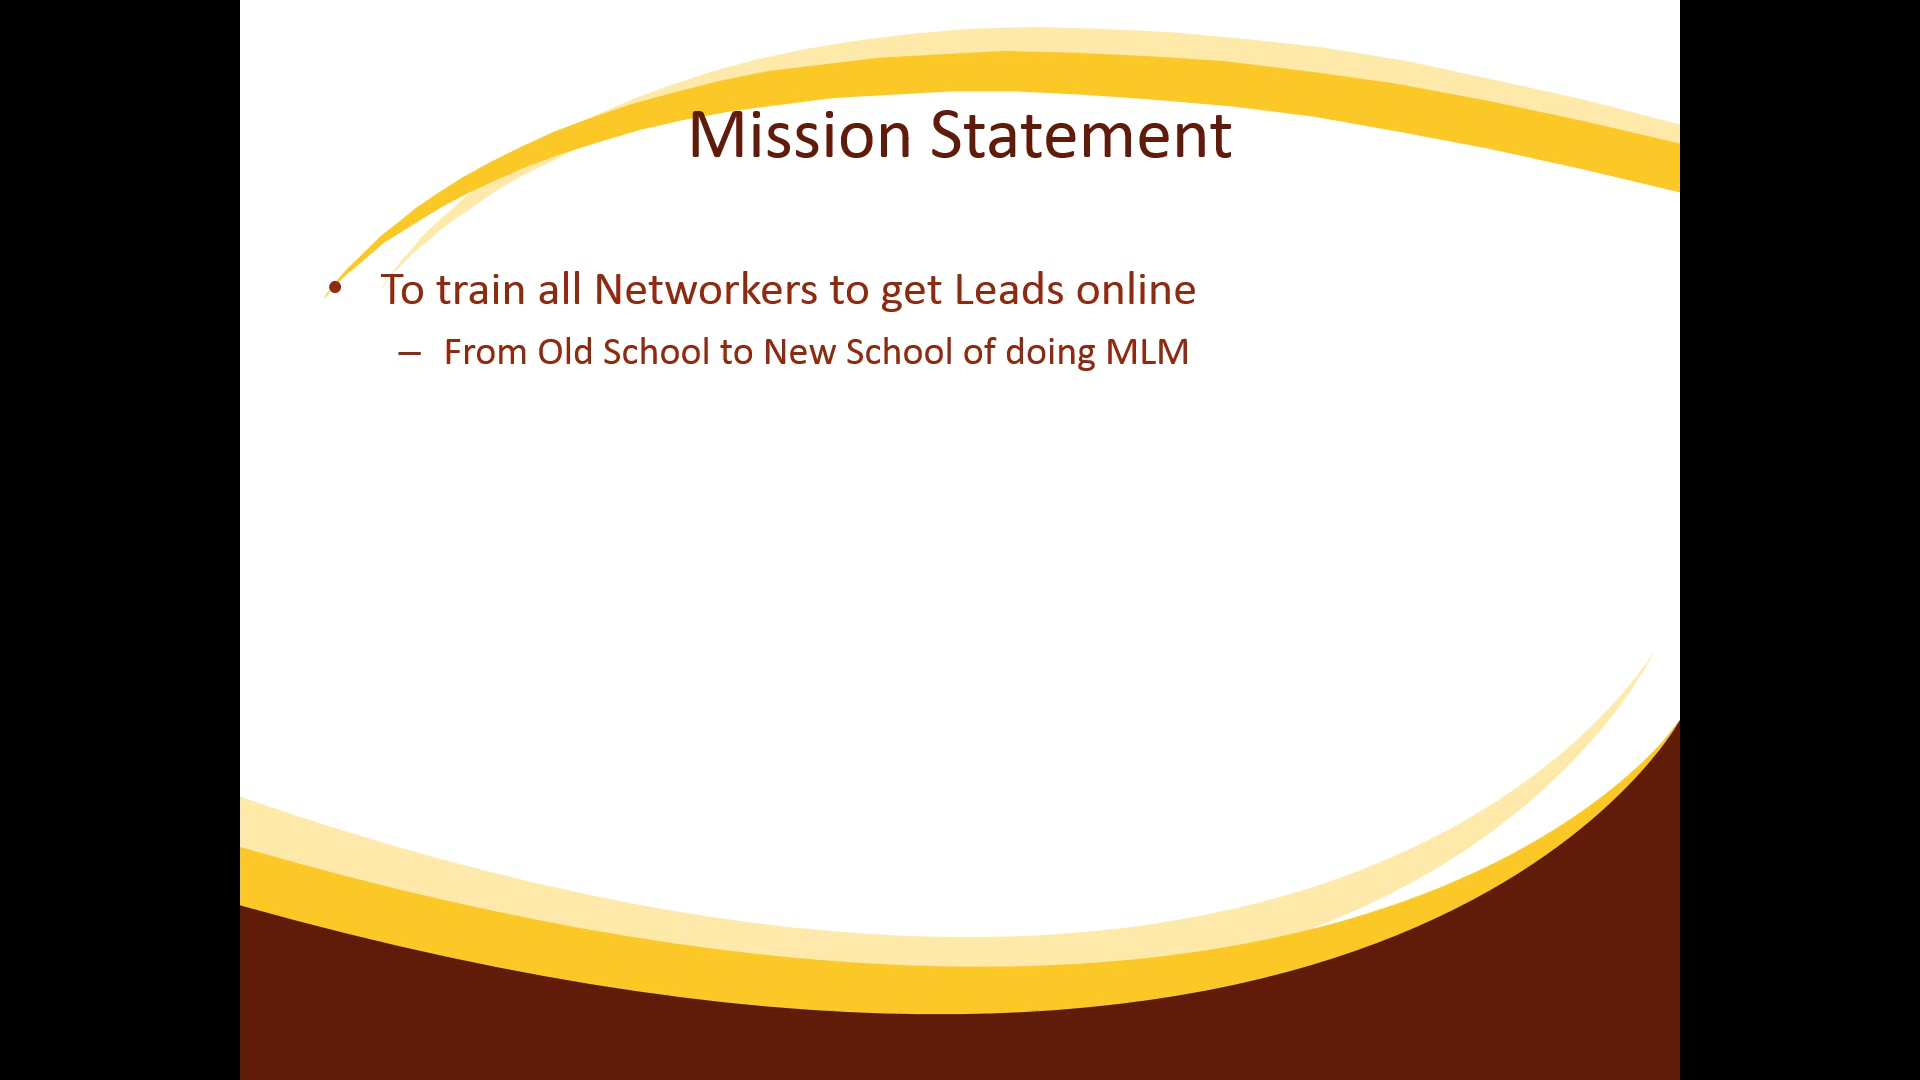 Mission Statement
• To train all Networkers to get Leads online
– From Old School to New School of doing MLM